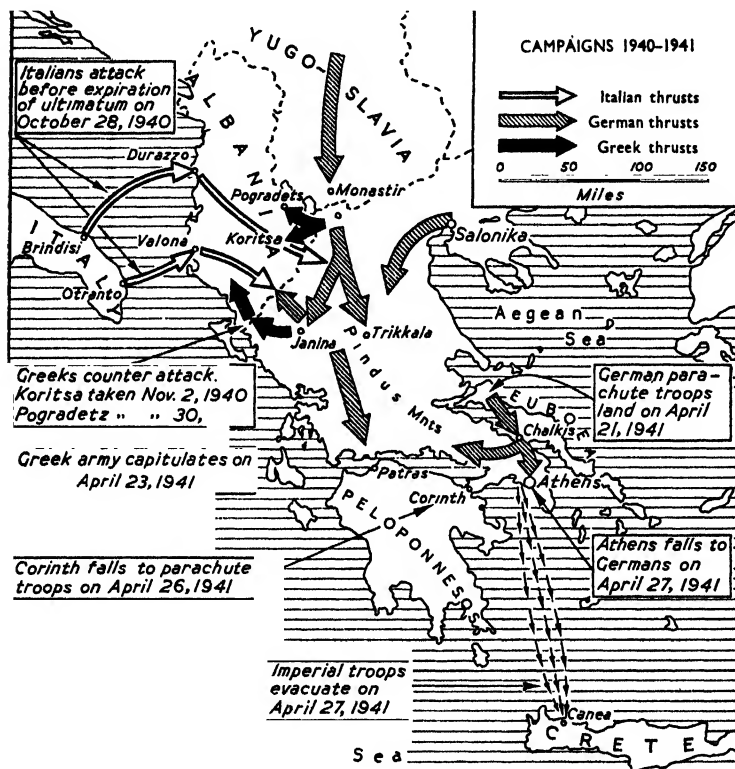 CAMPAIGNS 1940-1941
Italian thrusts
German thrusts
Greek thrusts
0 50 100 150
Miles
Italians attack
before expiration
of ultimatum on
October 28, 1940
YUGO-SLAVIA
ALBANIA
Durazzo
Monastir
Pogradets
Koritsa
Valona
Salonika
ITALY
Brindisi
Otranto
Aegean
Sea
Janina
Trikkala
Pindus Mnts
Greeks counter attack.
Koritsa taken Nov. 2, 1940
Pogradetz " " 30,
German para-
chute troops
land on April
21, 1941
EUBOE
Chalkis
Greek army capitulates on
April 23, 1941
Patras
Athens
Corinth
PELOPONNESOS
Corinth falls to parachute
troops on April 26, 1941
Athens falls to
Germans on
April 27, 1941
Imperial troops
evacuate on
April 27, 1941
Canea
CRETE
Sea